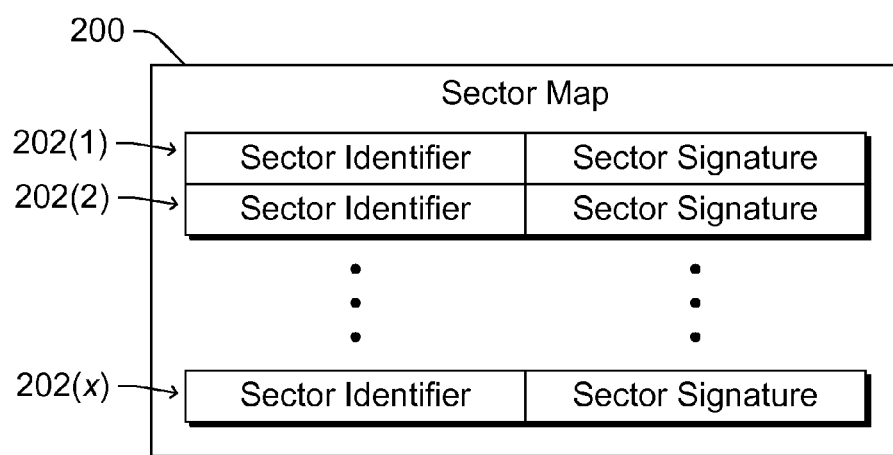 200
Sector Map
202(1) Sector Identifier Sector Signature
202(2) Sector Identifier Sector Signature
202(x) Sector Identifier Sector Signature